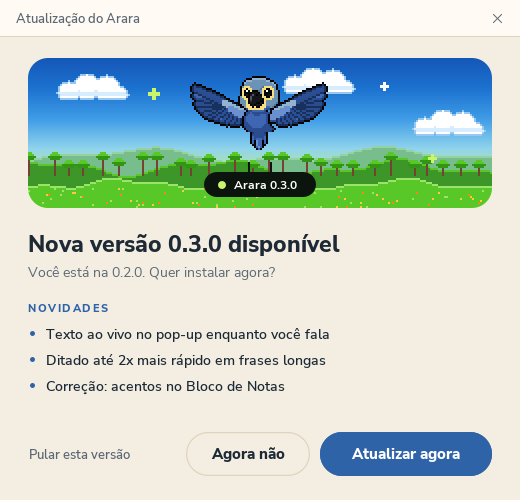 Atualização do Arara
Arara 0.3.0
Nova versão 0.3.0 disponível
Você está na 0.2.0. Quer instalar agora?
NOVIDADES
• Texto ao vivo no pop-up enquanto você fala
• Ditado até 2x mais rápido em frases longas
• Correção: acentos no Bloco de Notas
Pular esta versão
Agora não
Atualizar agora